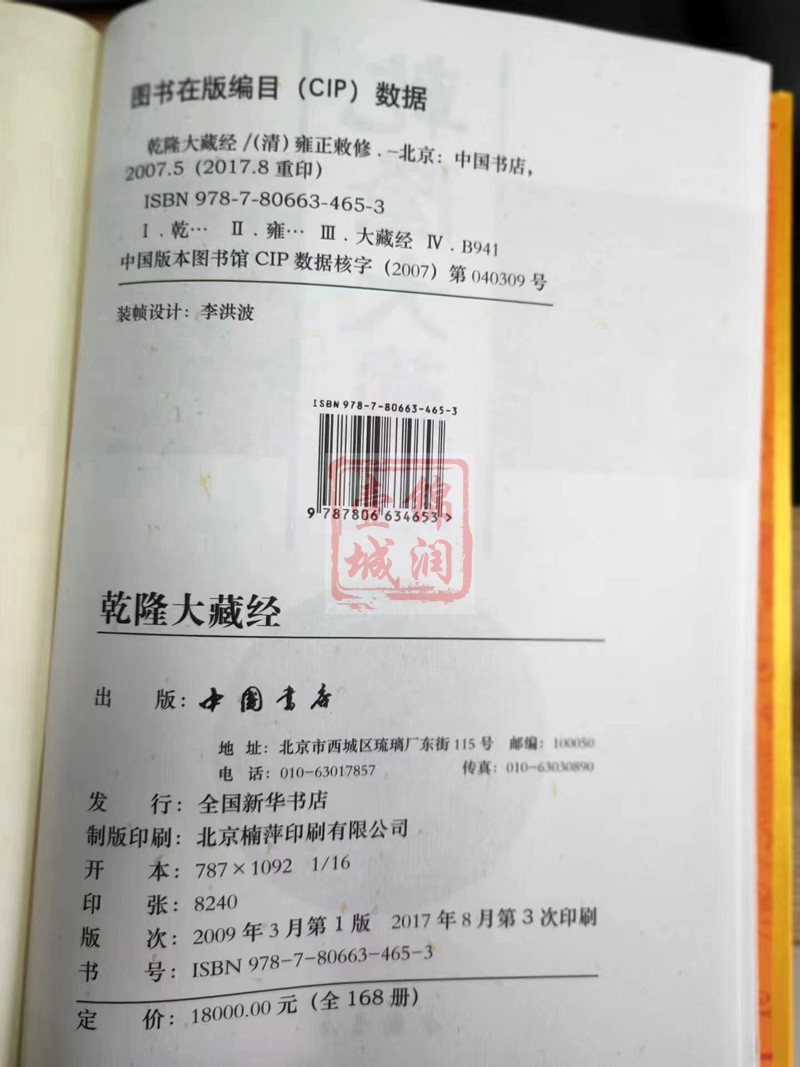 图书在版编目（CIP）数据
乾隆大藏经/(清）雍正敕修．–北京：中国书店，
2007.5（2017.8 重印）
ISBN 978-7-80663-465-3
Ⅰ．乾… Ⅱ．雍… Ⅲ．大藏经 Ⅳ．B941
中国版本图书馆 CIP 数据核字（2007）第 040309 号
装帧设计：李洪波
ISBN 978-7-80663-465-3
9 787806 634653 >
壹锦
城润
乾隆大藏经
出 版：中国书店
地 址：北京市西城区琉璃厂东街 115 号 邮编：100050
电 话：010-63017857 传真：010-63030890
发 行：全国新华书店
制版印刷：北京楠萍印刷有限公司
开 本：787×1092 1/16
印 张：8240
版 次：2009 年 3 月第 1 版 2017 年 8 月第 3 次印刷
书 号：ISBN 978-7-80663-465-3
定 价：18000.00 元（全 168 册）